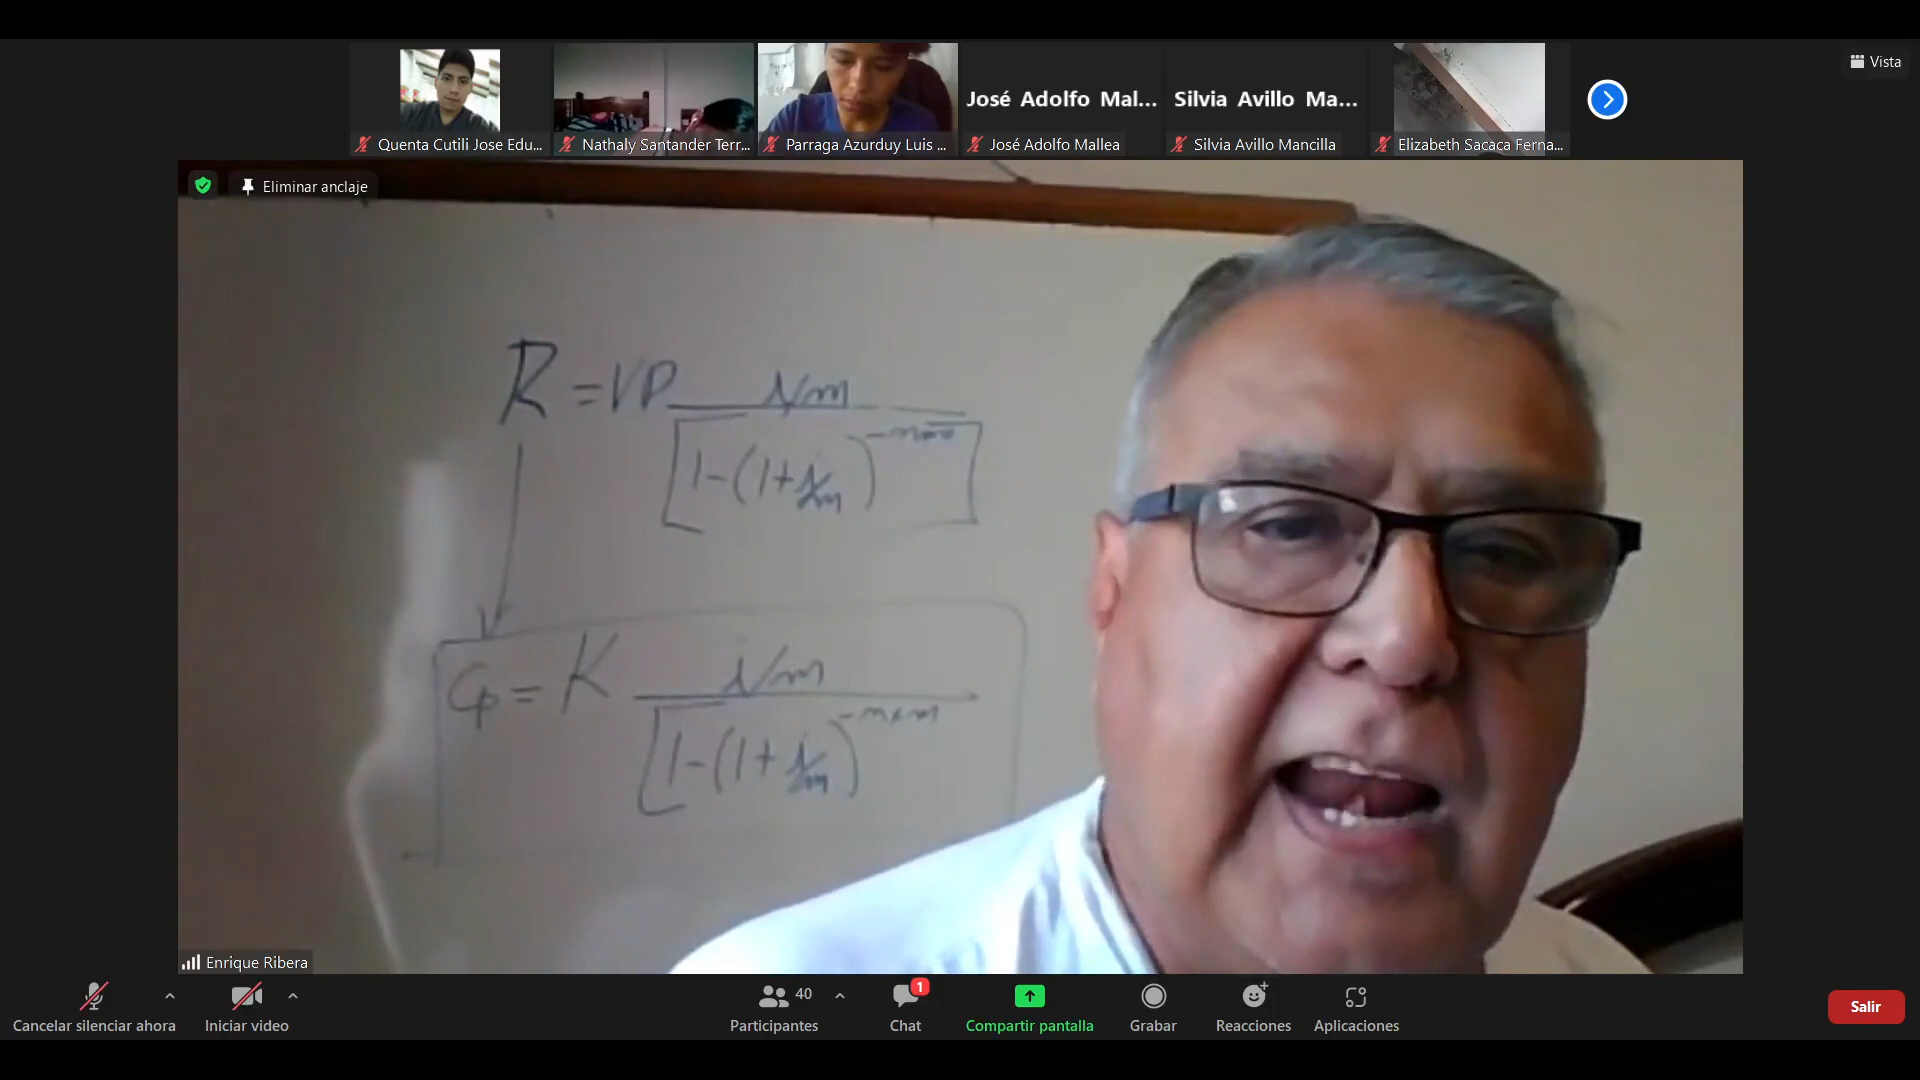 Vista
José Adolfo Mal...
Silvia Avillo Ma...
Quenta Cutili Jose Edu...
Nathaly Santander Terr...
Parraga Azurduy Luis ...
José Adolfo Mallea
Silvia Avillo Mancilla
Elizabeth Sacaca Ferna...
Eliminar anclaje
R = VP i/m
[1-(1+i/m)]
Cp = K i/m
[1-(1+i/m)^-n*m
Enrique Ribera
40
1
Cancelar silenciar ahora
Iniciar video
Participantes
Chat
Compartir pantalla
Grabar
Reacciones
Aplicaciones
Salir